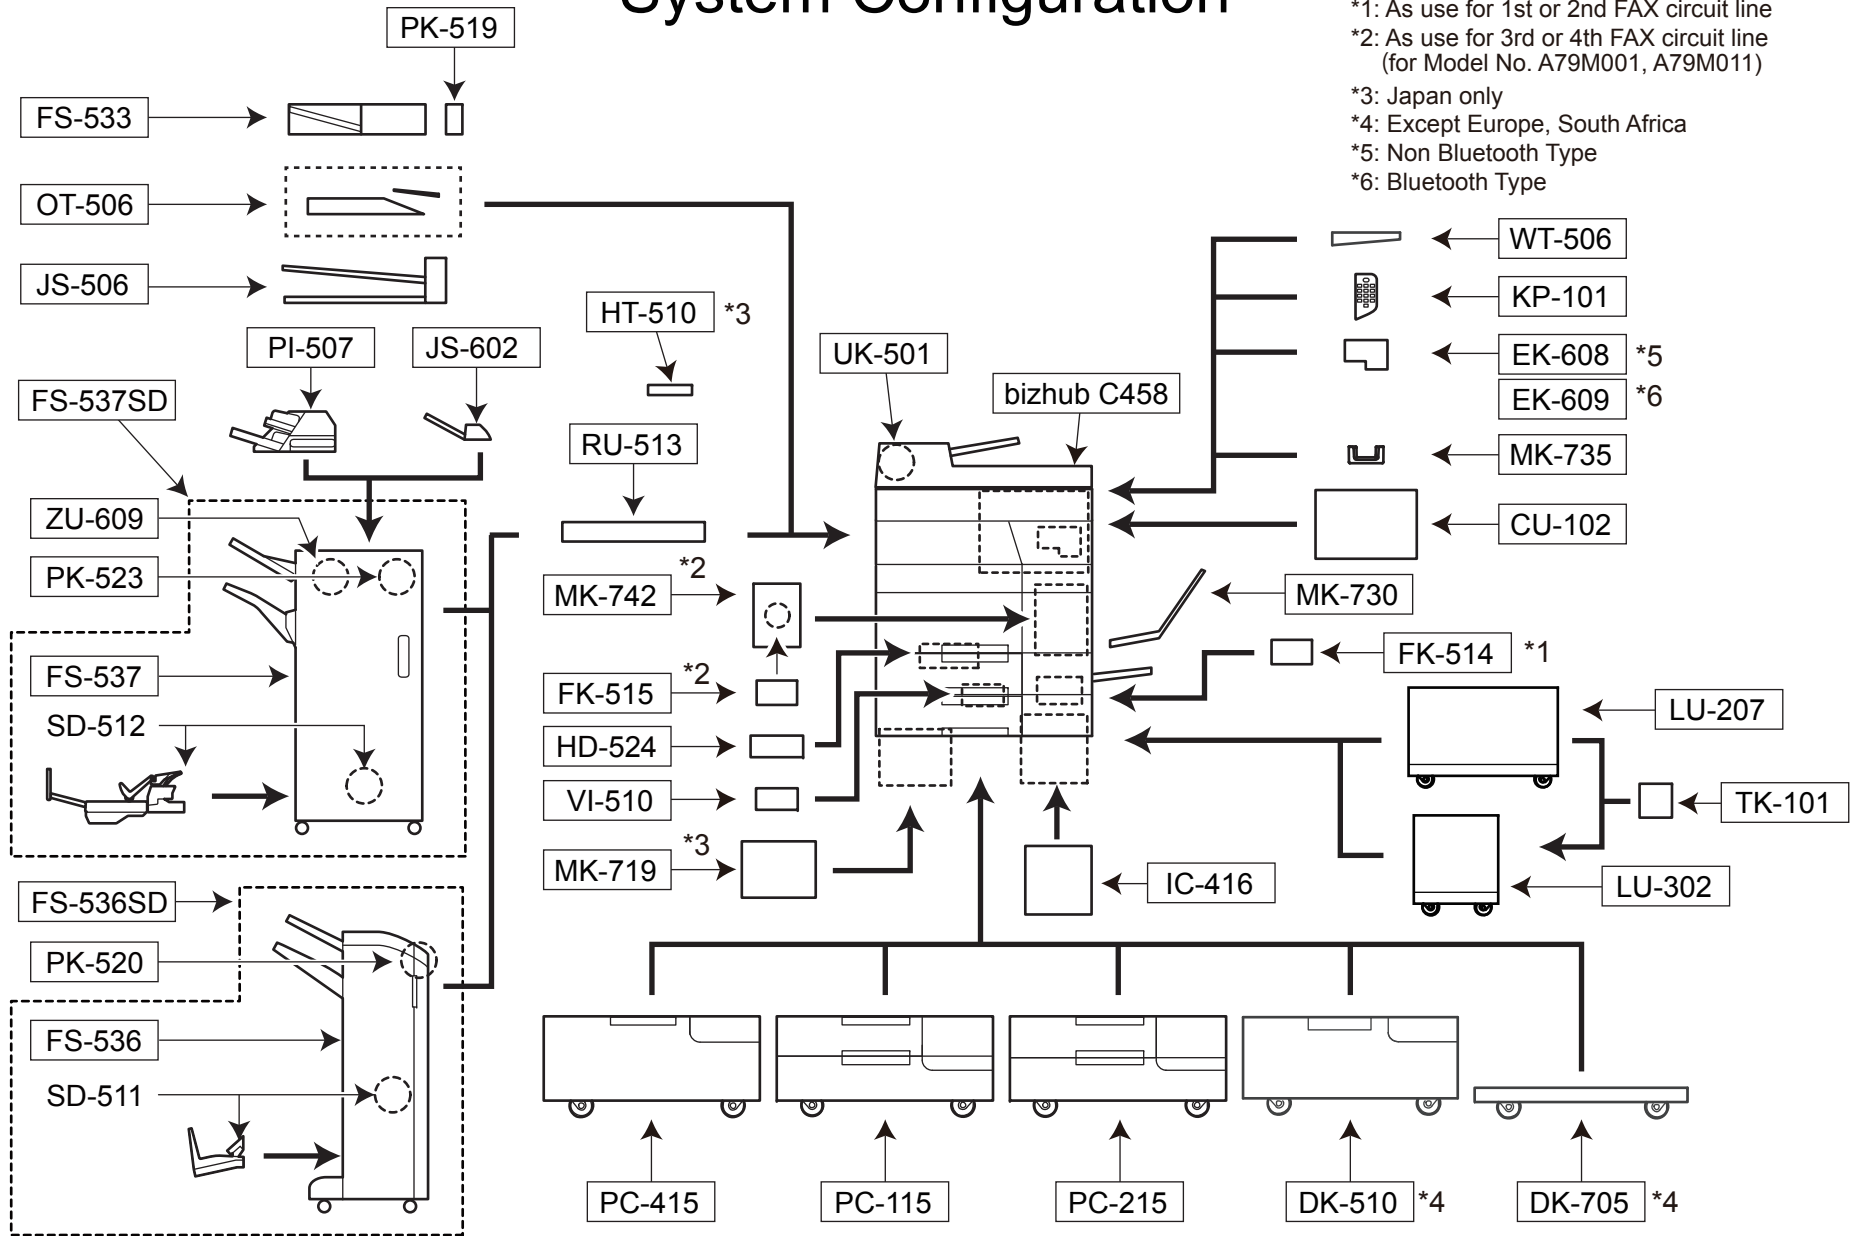 System Configuration
*1: As use for 1st or 2nd FAX circuit line
*2: As use for 3rd or 4th FAX circuit line
(for Model No. A79M001, A79M011)
*3: Japan only
*4: Except Europe, South Africa
*5: Non Bluetooth Type
*6: Bluetooth Type
PK-519
FS-533
OT-506
JS-506
PI-507
JS-602
FS-537SD
ZU-609
PK-523
FS-537
SD-512
FS-536SD
PK-520
FS-536
SD-511
HT-510 *3
RU-513
MK-742 *2
FK-515 *2
HD-524
VI-510
MK-719 *3
UK-501
bizhub C458
WT-506
KP-101
EK-608 *5
EK-609 *6
MK-735
CU-102
MK-730
FK-514 *1
LU-207
TK-101
LU-302
IC-416
PC-415
PC-115
PC-215
DK-510 *4
DK-705 *4